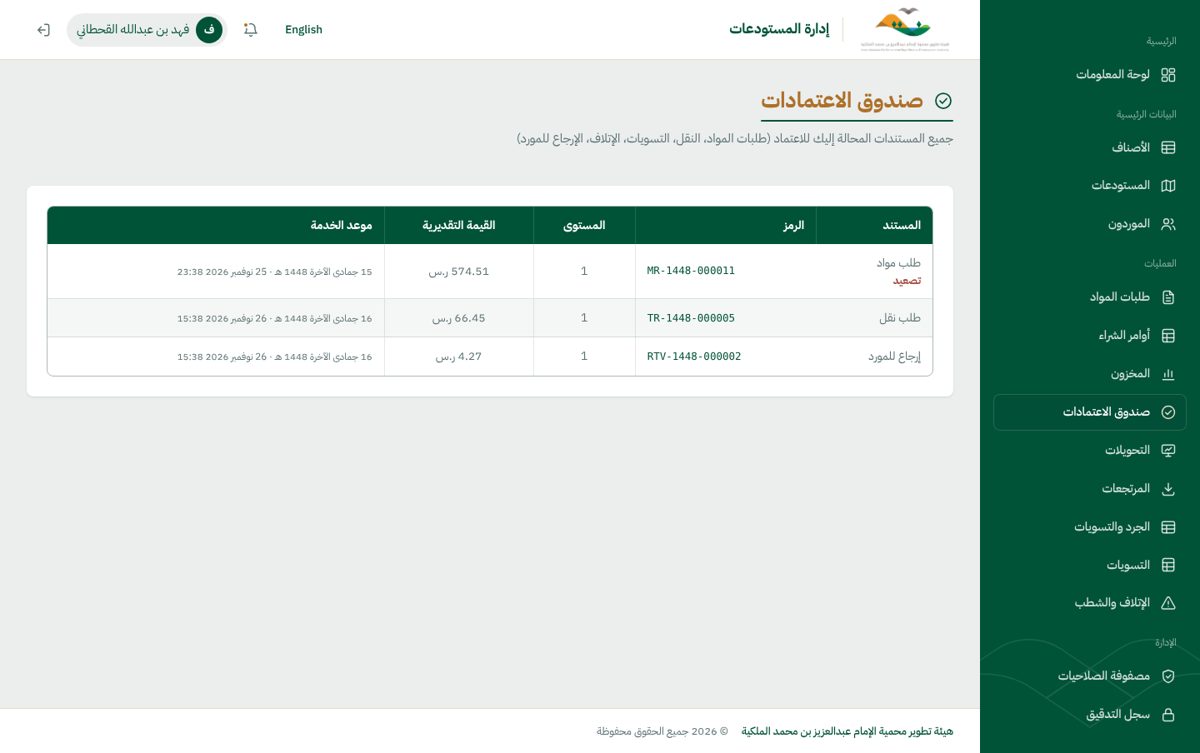 إدارة المستودعات
English
ف
فهد بن عبدالله القحطاني
الرئيسية
لوحة المعلومات
البيانات الرئيسية
الأصناف
المستودعات
الموردون
العمليات
طلبات المواد
أوامر الشراء
المخزون
صندوق الاعتمادات
التحويلات
المرتجعات
الجرد والتسويات
التسويات
الإتلاف والشطب
الإدارة
مصفوفة الصلاحيات
سجل التدقيق
صندوق الاعتمادات
جميع المستندات المحالة إليك للاعتماد (طلبات المواد، النقل، التسويات، الإتلاف، الإرجاع للمورد)
المستند الرمز المستوى القيمة التقديرية موعد الخدمة
طلب مواد MR-1448-000011 1 574.51 ر.س 15 جمادى الآخرة 1448 هـ · 25 نوفمبر 2026 23:38
تصعيد
طلب نقل TR-1448-000005 1 66.45 ر.س 16 جمادى الآخرة 1448 هـ · 26 نوفمبر 2026 15:38
إرجاع للمورد RTV-1448-000002 1 4.27 ر.س 16 جمادى الآخرة 1448 هـ · 26 نوفمبر 2026 15:38
هيئة تطوير محمية الإمام عبدالعزيز بن محمد الملكية © 2026 جميع الحقوق محفوظة